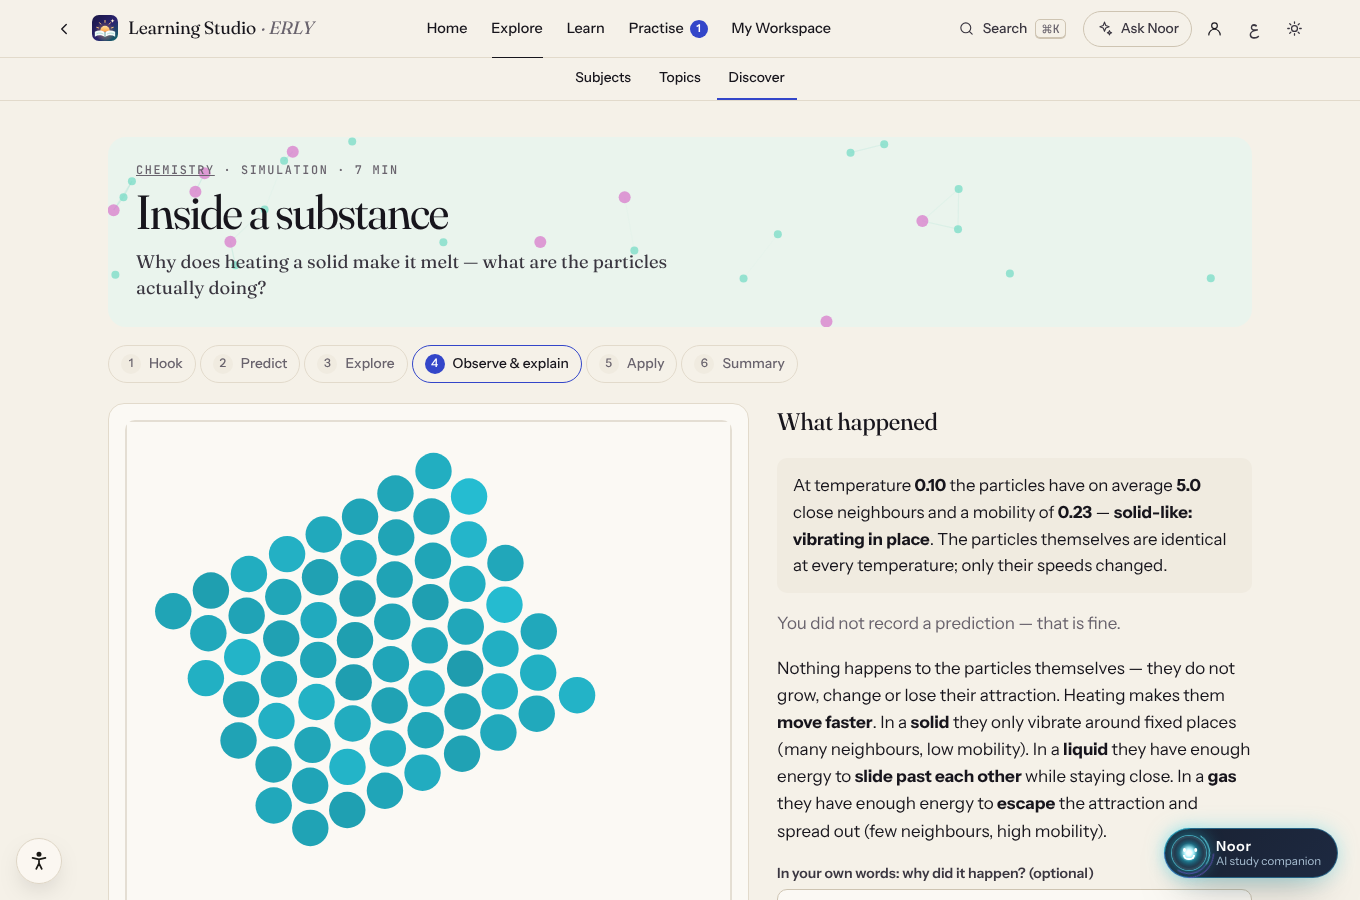 Learning Studio · ERLY
Home
Explore
Learn
Practise 1
My Workspace
Search ⌘K
Ask Noor
ع
Subjects
Topics
Discover
CHEMISTRY · SIMULATION · 7 MIN
Inside a substance
Why does heating a solid make it melt — what are the particles
actually doing?
1 Hook
2 Predict
3 Explore
4 Observe & explain
5 Apply
6 Summary
What happened
At temperature 0.10 the particles have on average 5.0
close neighbours and a mobility of 0.23 — solid-like:
vibrating in place. The particles themselves are identical
at every temperature; only their speeds changed.
You did not record a prediction — that is fine.
Nothing happens to the particles themselves — they do not
grow, change or lose their attraction. Heating makes them
move faster. In a solid they only vibrate around fixed places
(many neighbours, low mobility). In a liquid they have enough
energy to slide past each other while staying close. In a gas
they have enough energy to escape the attraction and
spread out (few neighbours, high mobility).
In your own words: why did it happen? (optional)
Noor
AI study companion